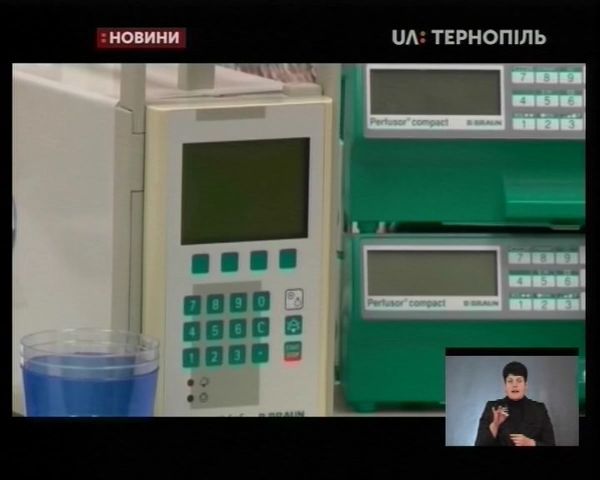 :НОВИНИ
UA: ТЕРНОПІЛЬ
7 8 9
4 5 6
1 2 3
Perfusor® compact B BRAUN
7 8 9
4 5 6
1 2 3
Perfusor® compact B BRAUN
7 8 9 0
4 5 6 C
1 2 3 .
B BRAUN